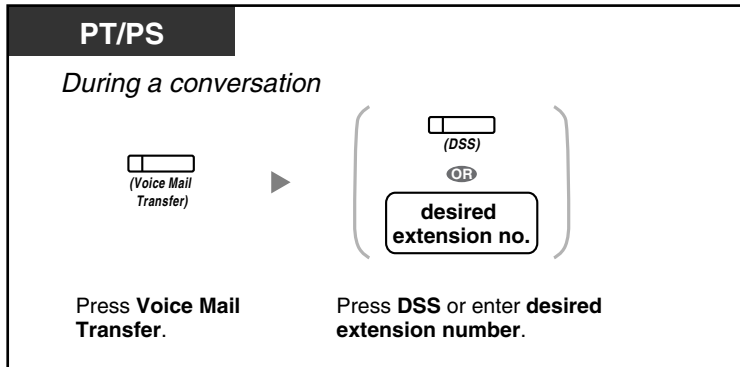 PT/PS
During a conversation
(Voice Mail
Transfer)
(DSS)
OR
desired
extension no.
Press Voice Mail
Transfer.
Press DSS or enter desired
extension number.